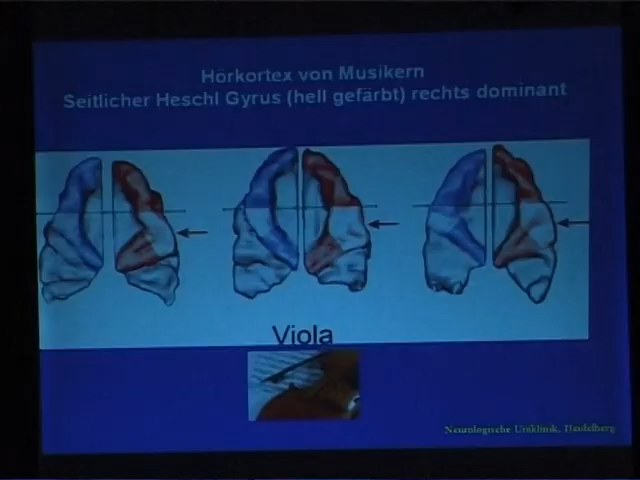 Hörkortex von Musikern
Seitlicher Heschl Gyrus (hell gefärbt) rechts dominant
Viola
Neurologische Uniklinik, Heidelberg